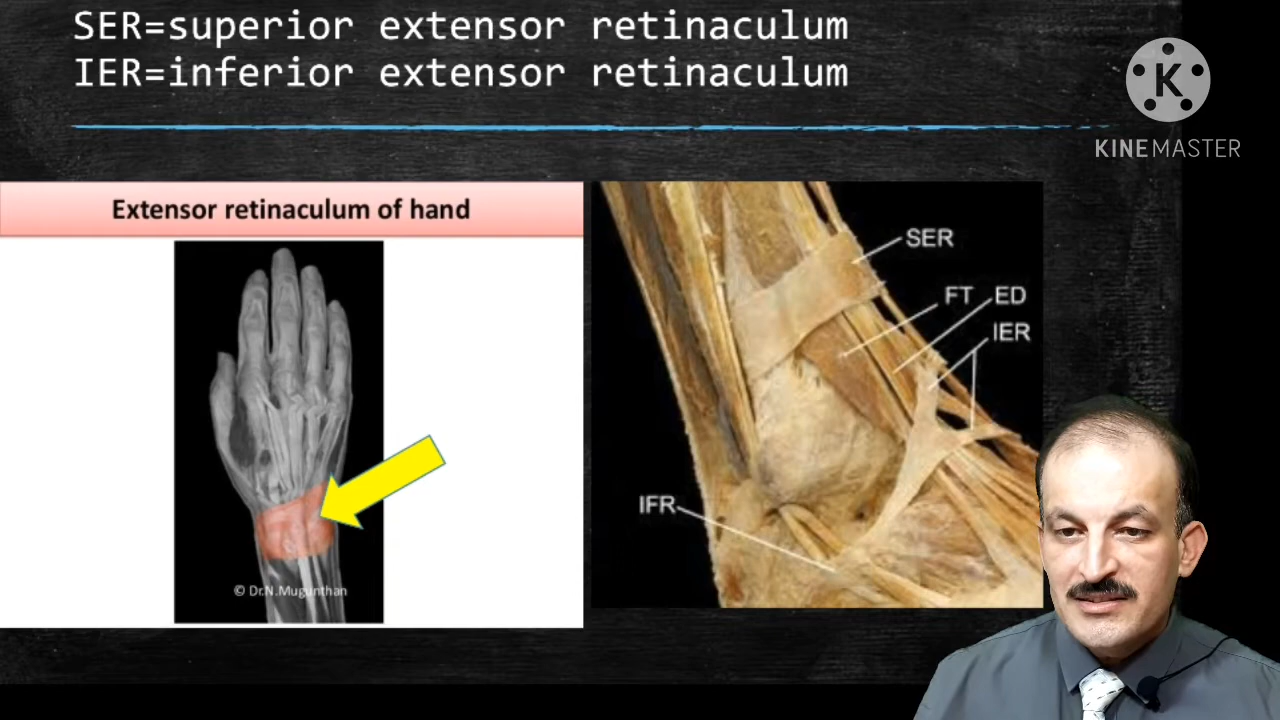 SER=superior extensor retinaculum
IER=inferior extensor retinaculum
K
KINEMASTER
Extensor retinaculum of hand
SER
FT
ED
IER
IFR
© Dr.N.Mugunthan